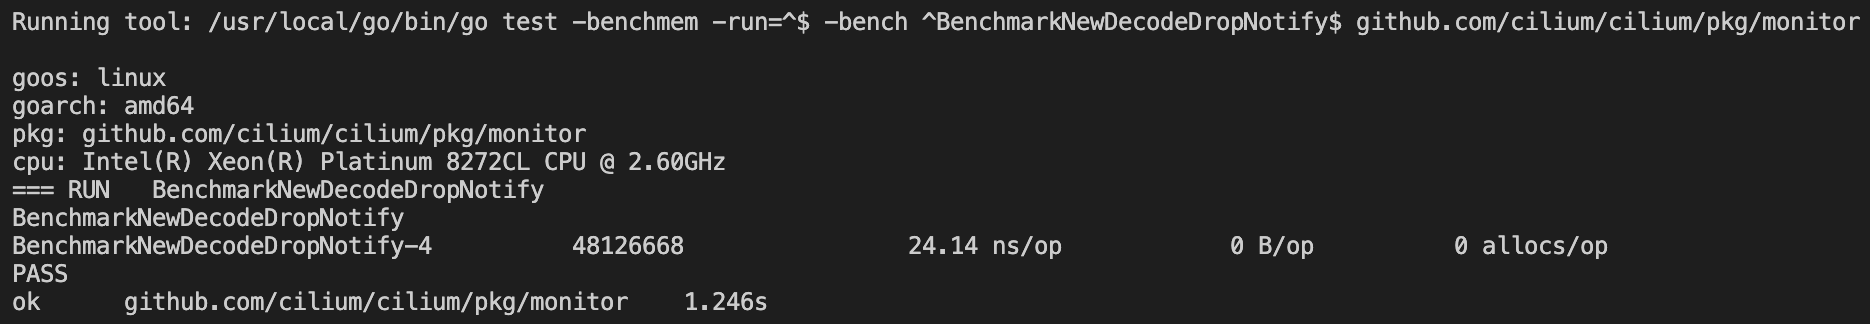 Running tool: /usr/local/go/bin/go test -benchmem -run=^$ -bench ^BenchmarkNewDecodeDropNotify$ github.com/cilium/cilium/pkg/monitor
goos: linux
goarch: amd64
pkg: github.com/cilium/cilium/pkg/monitor
cpu: Intel(R) Xeon(R) Platinum 8272CL CPU @ 2.60GHz
=== RUN   BenchmarkNewDecodeDropNotify
BenchmarkNewDecodeDropNotify
BenchmarkNewDecodeDropNotify-4          48126668                24.14 ns/op            0 B/op          0 allocs/op
PASS
ok      github.com/cilium/cilium/pkg/monitor    1.246s